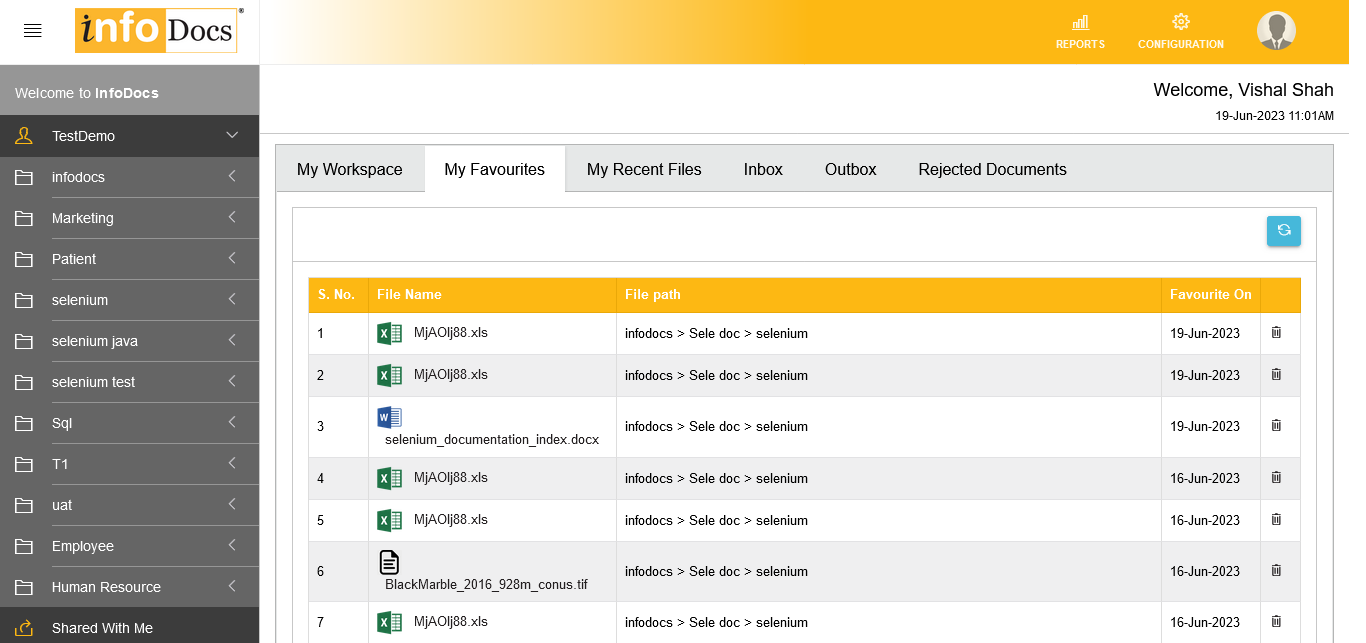 info Docs®
REPORTS
CONFIGURATION
Welcome to InfoDocs
Welcome, Vishal Shah
19-Jun-2023 11:01AM
TestDemo
infodocs
Marketing
Patient
selenium
selenium java
selenium test
Sql
T1
uat
Employee
Human Resource
Shared With Me
My Workspace My Favourites My Recent Files Inbox Outbox Rejected Documents
S. No. File Name File path Favourite On
1 MjAOIj88.xls infodocs > Sele doc > selenium 19-Jun-2023
2 MjAOIj88.xls infodocs > Sele doc > selenium 19-Jun-2023
3 selenium_documentation_index.docx infodocs > Sele doc > selenium 19-Jun-2023
4 MjAOIj88.xls infodocs > Sele doc > selenium 16-Jun-2023
5 MjAOIj88.xls infodocs > Sele doc > selenium 16-Jun-2023
6 BlackMarble_2016_928m_conus.tif infodocs > Sele doc > selenium 16-Jun-2023
7 MjAOIj88.xls infodocs > Sele doc > selenium 16-Jun-2023